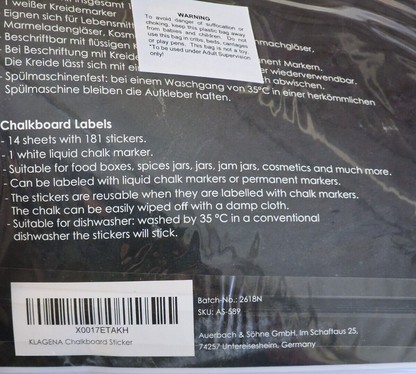 insgesamt
1 weißer Kreidemarker
Eignen sich für Lebensmitt
Marmeladengläser, Kosm
machgläser,
- Beschriftbar mit flüssigen K
nent Markern.
- Bei Beschriftung mit Kreide
wiederverwendbar.
Die Kreide lässt sich mit ei
abwischen.
- Spülmaschinenfest: bei einem Waschgang von 35°C in einer herkömmlichen
Spülmaschine bleiben die Aufkleber haften.
WARNING
To avoid danger of suffocation or
choking, keep this plastic bag away
from babies and children. Do not
use this bag in cribs, beds, carriages
or play pens. This bag is not a toy.
*To be used under Adult Supervision
only!
Chalkboard Labels
- 14 sheets with 181 stickers.
- 1 white liquid chalk marker.
- Suitable for food boxes, spices jars, jars, jam jars, cosmetics and much more.
- Can be labeled with liquid chalk markers or permanent markers.
- The stickers are reusable when they are labelled with chalk markers.
The chalk can be easily wiped off with a damp cloth.
- Suitable for dishwasher: washed by 35 °C in a conventional
dishwasher the stickers will stick.
X0017ETAKH
KLAGENA Chalkboard Sticker
Batch-No.: 2618N
SKU: AS-589
Auerbach & Söhne GmbH, Im Schaftaus 25,
74257 Untereisesheim, Germany